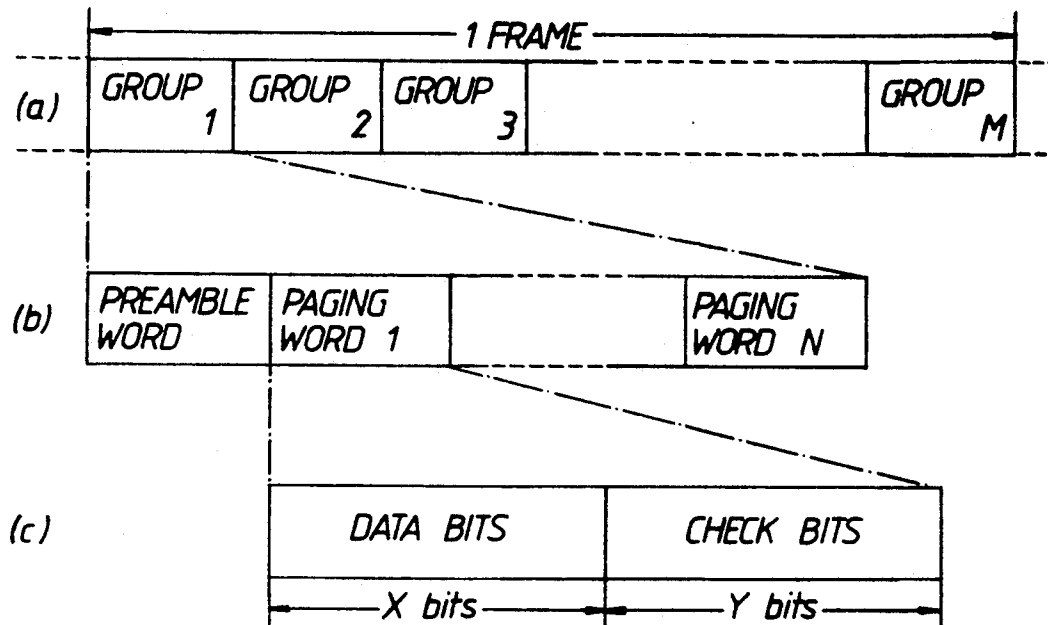 1 FRAME
(a)
GROUP 1
GROUP 2
GROUP 3
GROUP M
(b)
PREAMBLE
WORD
PAGING
WORD 1
PAGING
WORD N
(c)
DATA BITS
CHECK BITS
X bits
Y bits